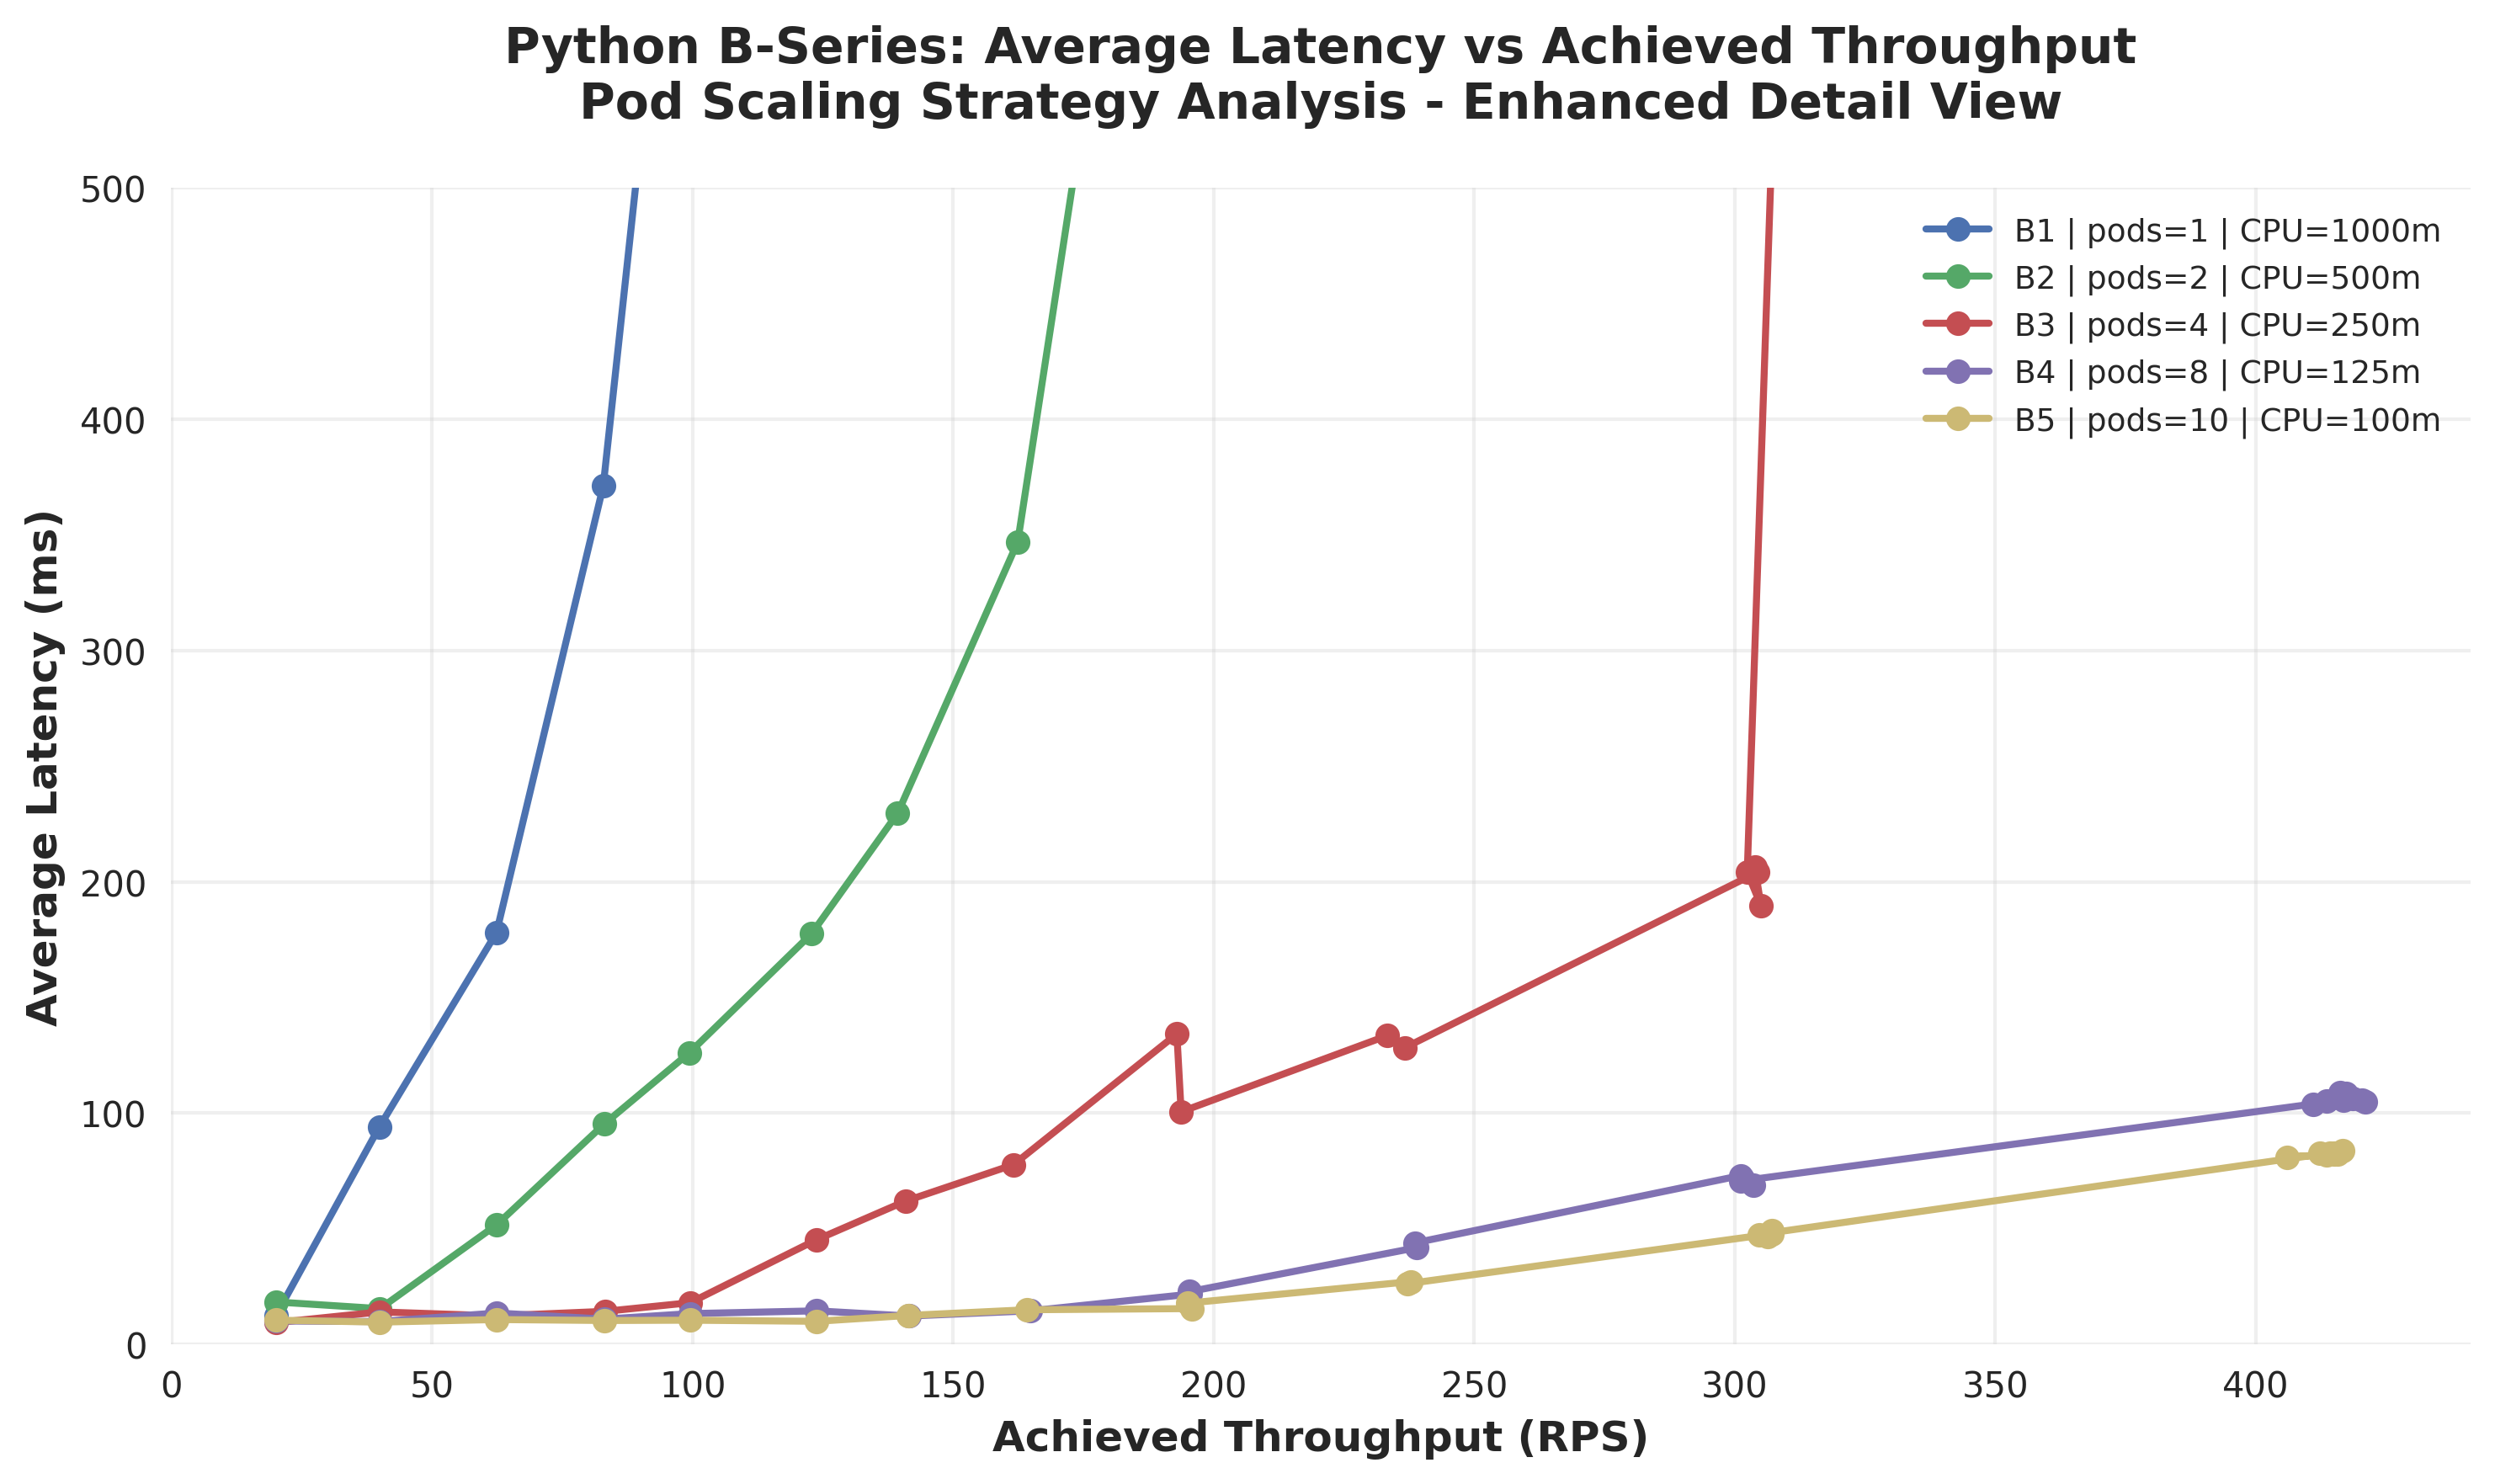 Python B-Series: Average Latency vs Achieved Throughput
Pod Scaling Strategy Analysis - Enhanced Detail View
Average Latency (ms)
500
400
300
200
100
0
B1 | pods=1 | CPU=1000m
B2 | pods=2 | CPU=500m
B3 | pods=4 | CPU=250m
B4 | pods=8 | CPU=125m
B5 | pods=10 | CPU=100m
0 50 100 150 200 250 300 350 400
Achieved Throughput (RPS)